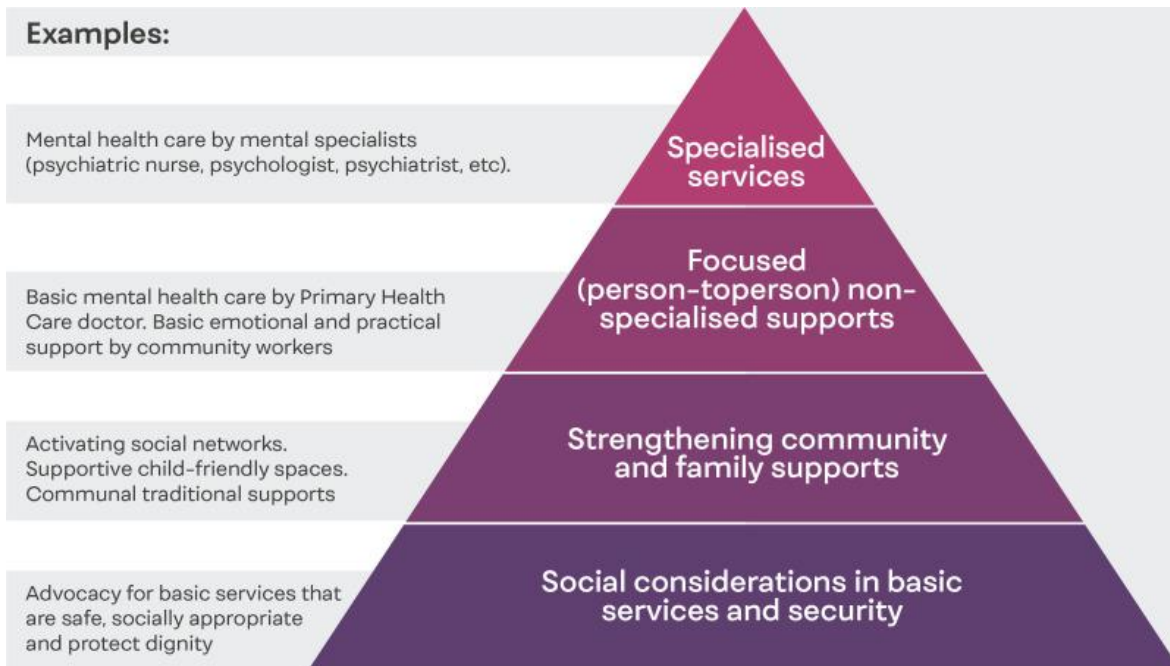 Examples:
Mental health care by mental specialists
(psychiatric nurse, psychologist, psychiatrist, etc).
Specialised
services
Basic mental health care by Primary Health
Care doctor. Basic emotional and practical
support by community workers
Focused
(person-toperson) non-
specialised supports
Activating social networks.
Supportive child-friendly spaces.
Communal traditional supports
Strengthening community
and family supports
Advocacy for basic services that
are safe, socially appropriate
and protect dignity
Social considerations in basic
services and security